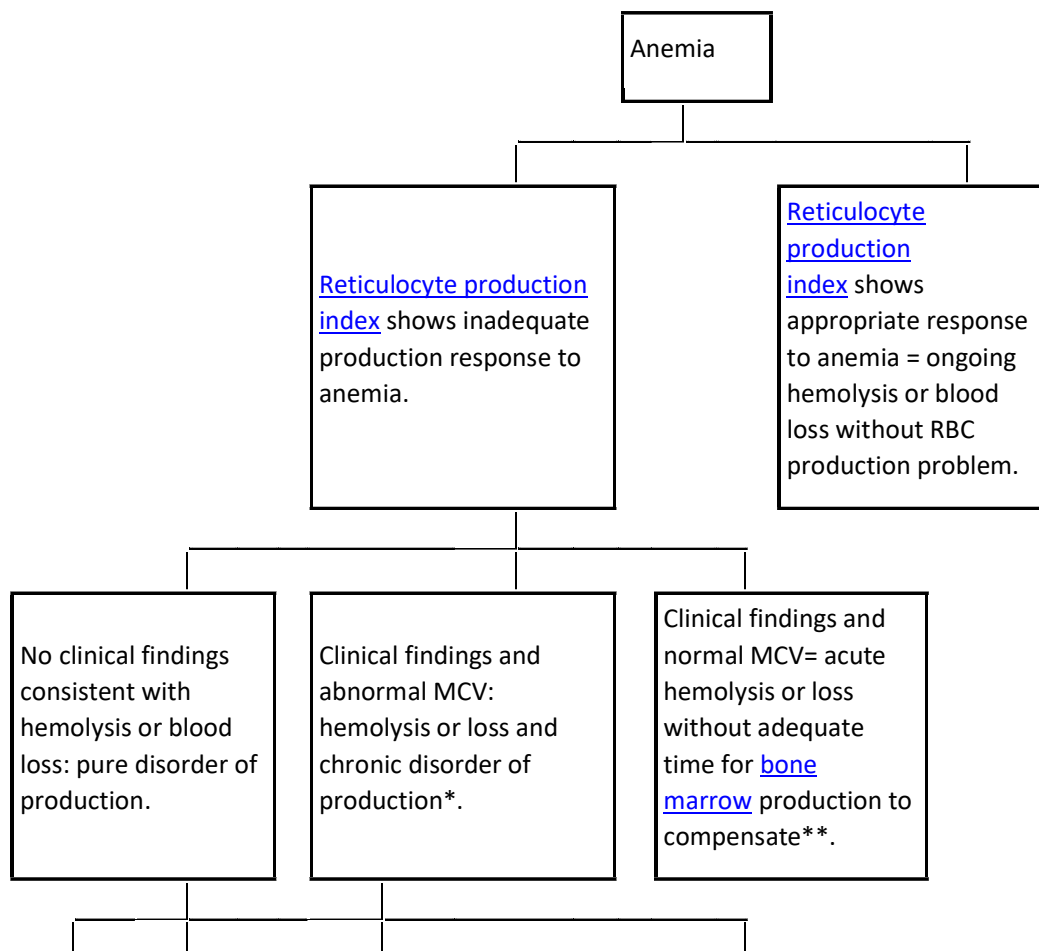 Anemia
Reticulocyte production
index shows inadequate
production response to
anemia.
Reticulocyte
production
index shows
appropriate response
to anemia = ongoing
hemolysis or blood
loss without RBC
production problem.
No clinical findings
consistent with
hemolysis or blood
loss: pure disorder of
production.
Clinical findings and
abnormal MCV:
hemolysis or loss and
chronic disorder of
production*.
Clinical findings and
normal MCV= acute
hemolysis or loss
without adequate
time for bone
marrow production to
compensate**.